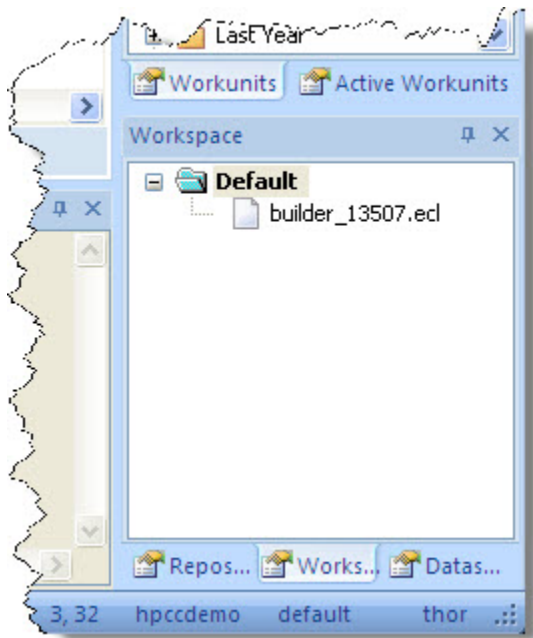 Last Year
Workunits Active Workunits
Workspace
Default
builder_13507.ecl
Repos... Works... Datas...
3, 32 hpccdemo default thor